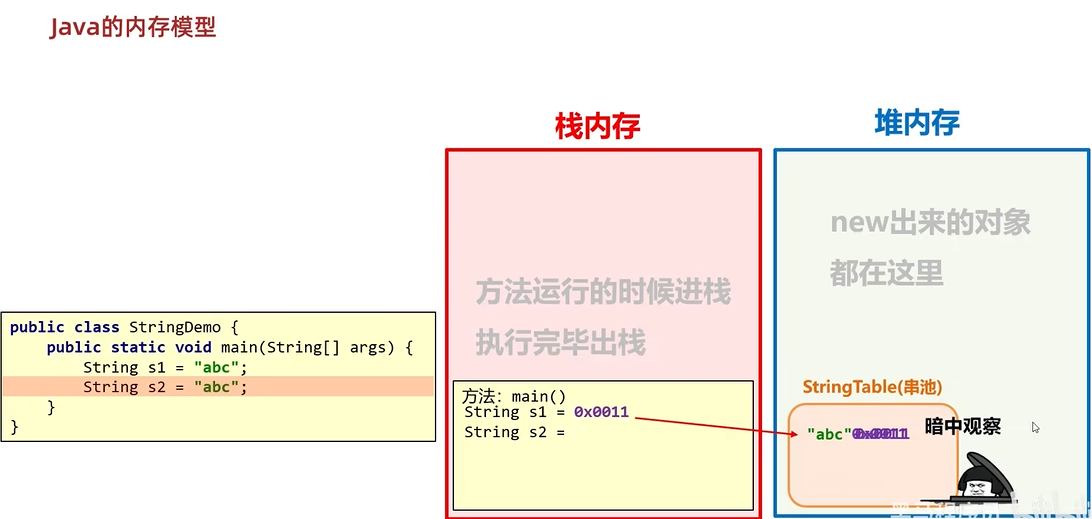 Java的内存模型
栈内存
堆内存
new出来的对象
都在这里
方法运行的时候进栈
执行完毕出栈
public class StringDemo {
public static void main(String[] args) {
String s1 = "abc";
String s2 = "abc";
}
}
方法：main()
String s1 = 0x0011
String s2 =
StringTable(串池)
"abc" 0x0011
暗中观察